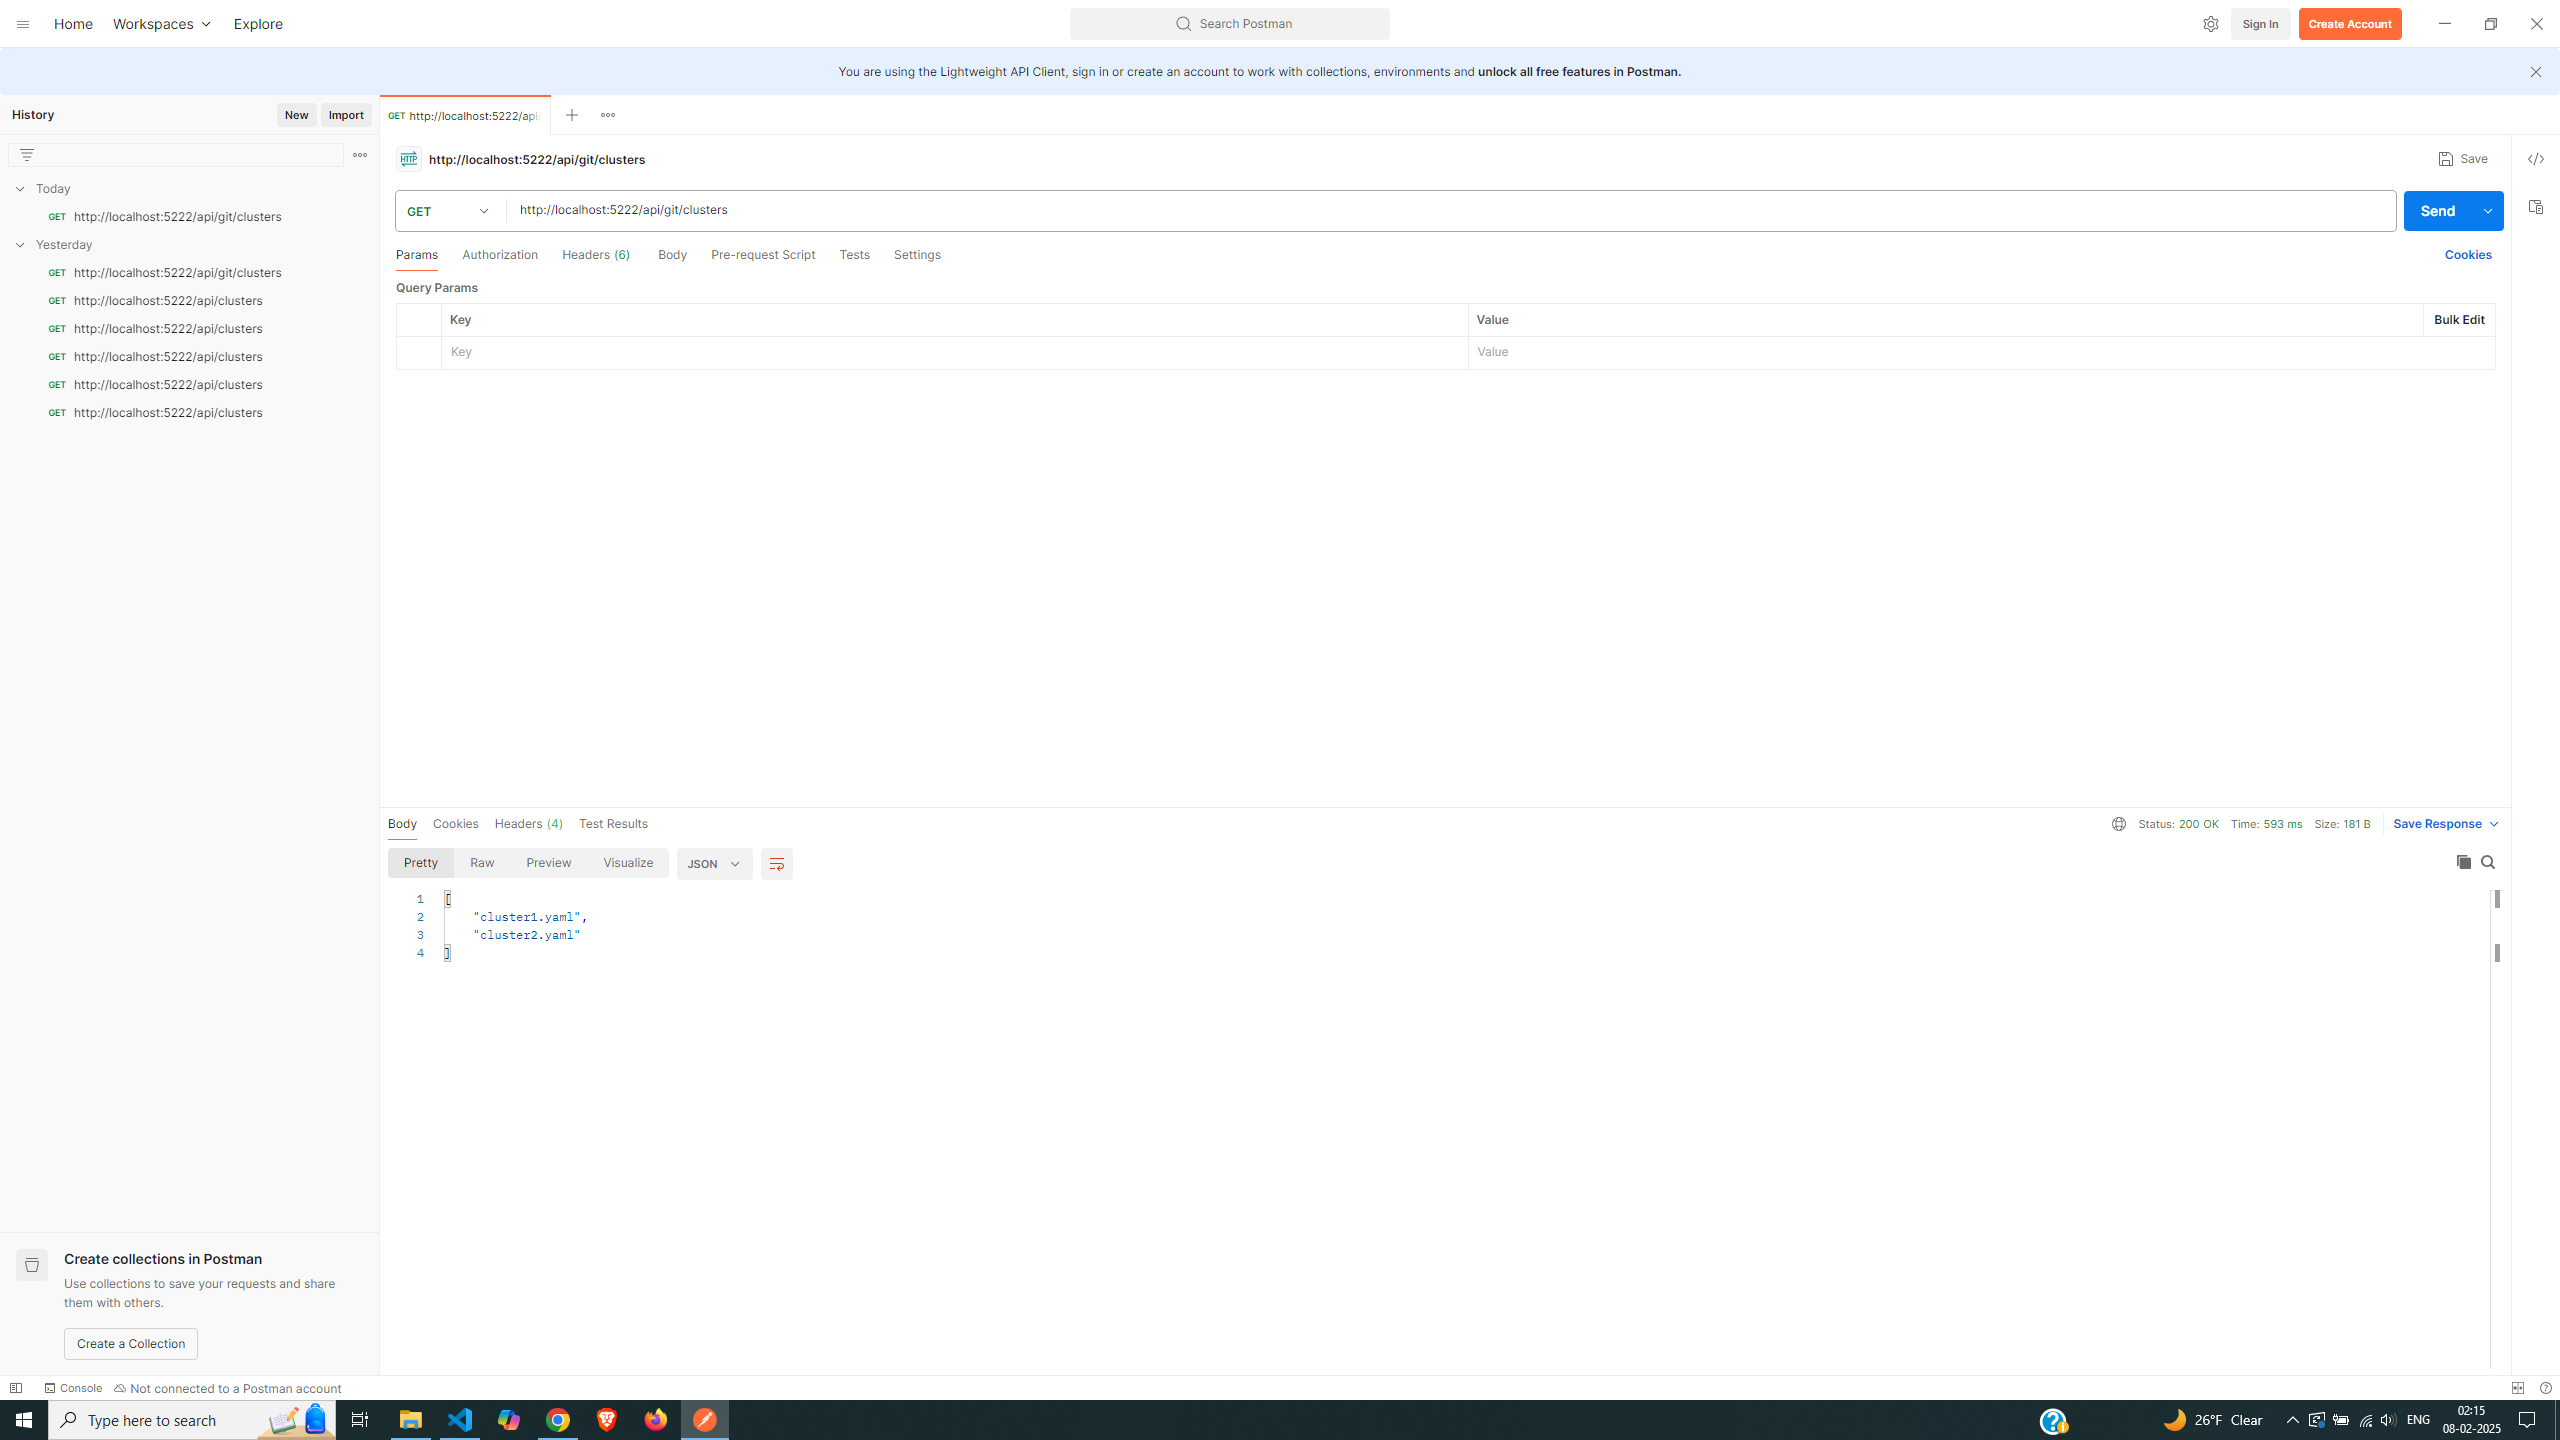 Home Workspaces Explore
Search Postman
Sign In Create Account
You are using the Lightweight API Client, sign in or create an account to work with collections, environments and unlock all free features in Postman.
History New Import
Today
GET http://localhost:5222/api/git/clusters
Yesterday
GET http://localhost:5222/api/git/clusters
GET http://localhost:5222/api/clusters
GET http://localhost:5222/api/clusters
GET http://localhost:5222/api/clusters
GET http://localhost:5222/api/clusters
GET http://localhost:5222/api/clusters
Create collections in Postman
Use collections to save your requests and share
them with others.
Create a Collection
GET http://localhost:5222/api/
HTTP http://localhost:5222/api/git/clusters
Save
GET http://localhost:5222/api/git/clusters Send
Params Authorization Headers (6) Body Pre-request Script Tests Settings Cookies
Query Params
Key Value Bulk Edit
Key Value
Body Cookies Headers (4) Test Results
Status: 200 OK Time: 593 ms Size: 181 B Save Response
Pretty Raw Preview Visualize JSON
1 [
2 "cluster1.yaml",
3 "cluster2.yaml"
4 ]
Console Not connected to a Postman account
Type here to search
26°F Clear
ENG
02:15
08-02-2025